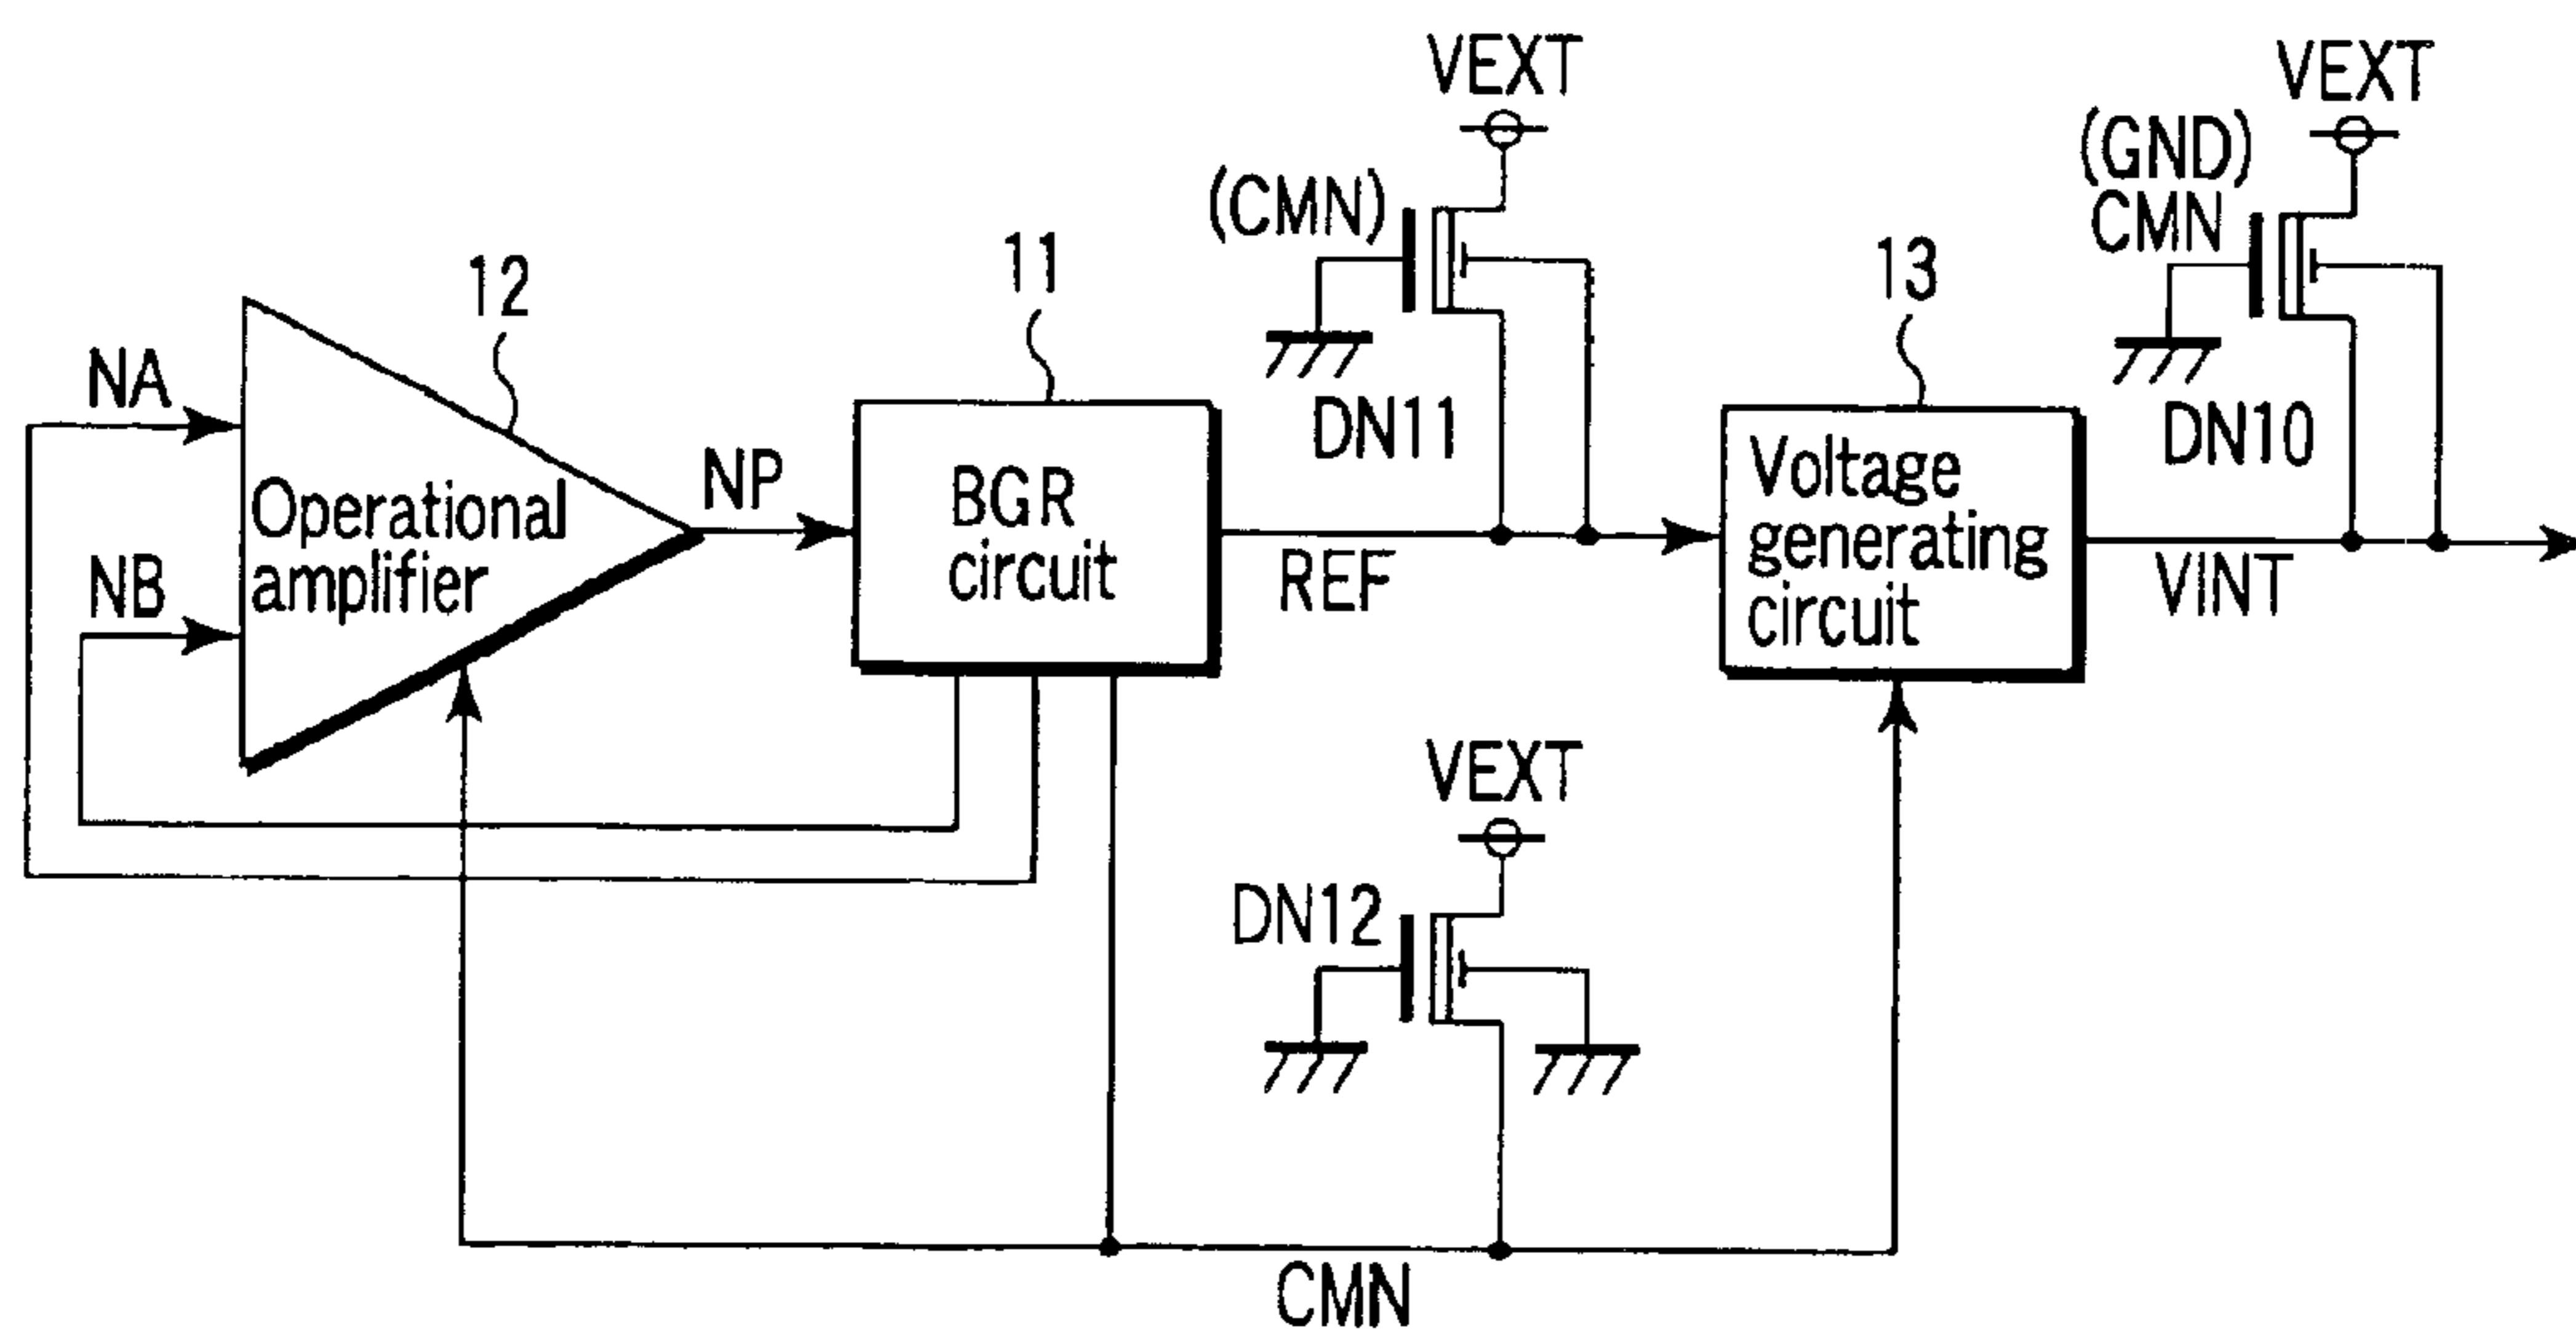 VEXT
VEXT
(GND)
(CMN)
CMN
12
11
13
NA
DN11
DN10
NP
BGR
circuit
Voltage
generating
circuit
Operational
amplifier
NB
REF
VINT
VEXT
DN12
CMN